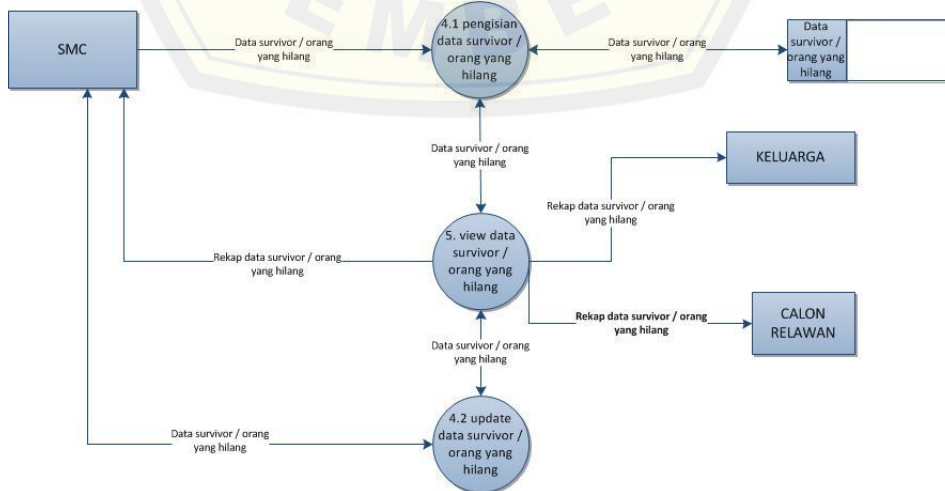 EMBE
SMC
Data survivor / orang
yang hilang
4.1 pengisian
data survivor /
orang yang
hilang
Data survivor / orang
yang hilang
Data
survivor /
orang yang
hilang
Data survivor / orang
yang hilang
KELUARGA
Rekap data survivor / orang
yang hilang
Rekap data survivor / orang
yang hilang
5. view data
survivor /
orang yang
hilang
Rekap data survivor / orang
yang hilang
CALON
RELAWAN
Data survivor / orang
yang hilang
Data survivor / orang
yang hilang
4.2 update
data survivor /
orang yang
hilang